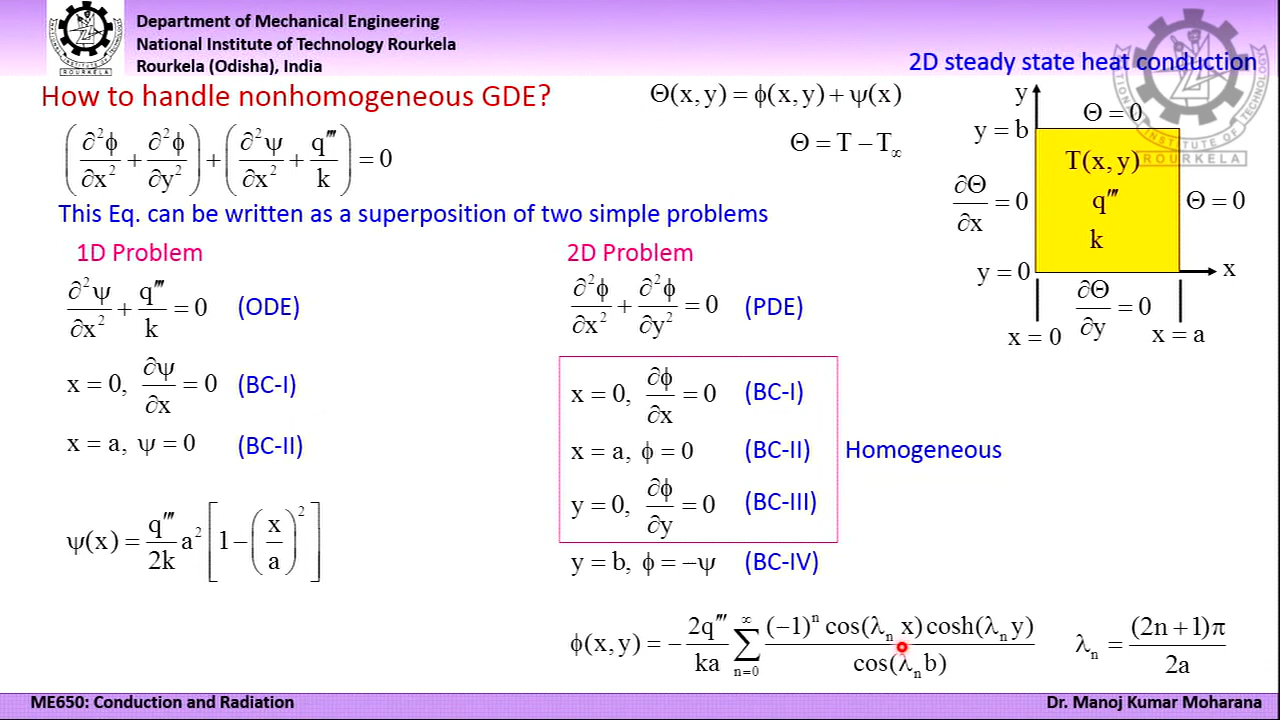 Department of Mechanical Engineering
National Institute of Technology Rourkela
Rourkela (Odisha), India
2D steady state heat conduction
How to handle nonhomogeneous GDE?
Θ(x, y) = ϕ(x, y) + ψ(x)
Θ = T − T∞
(∂²ϕ/∂x² + ∂²ϕ/∂y²) + (∂²ψ/∂x² + q‴/k) = 0
This Eq. can be written as a superposition of two simple problems
1D Problem
∂²ψ/∂x² + q‴/k = 0 (ODE)
x = 0, ∂ψ/∂x = 0 (BC-I)
x = a, ψ = 0 (BC-II)
ψ(x) = q‴/2k a² [1 − (x/a)²]
2D Problem
∂²ϕ/∂x² + ∂²ϕ/∂y² = 0 (PDE)
x = 0, ∂ϕ/∂x = 0 (BC-I)
x = a, ϕ = 0 (BC-II)
Homogeneous
y = 0, ∂ϕ/∂y = 0 (BC-III)
y = b, ϕ = −ψ (BC-IV)
ϕ(x, y) = − 2q‴/ka ∑n=0∞ (−1)ⁿ cos(λn x) cosh(λn y) / cos(λn b)
λn = (2n + 1)π / 2a
y
Θ = 0
y = b
T(x, y)
∂Θ/∂x = 0
q‴
Θ = 0
k
y = 0
x
∂Θ/∂y = 0
x = 0
x = a
ROURKELA
ME650: Conduction and Radiation
Dr. Manoj Kumar Moharana